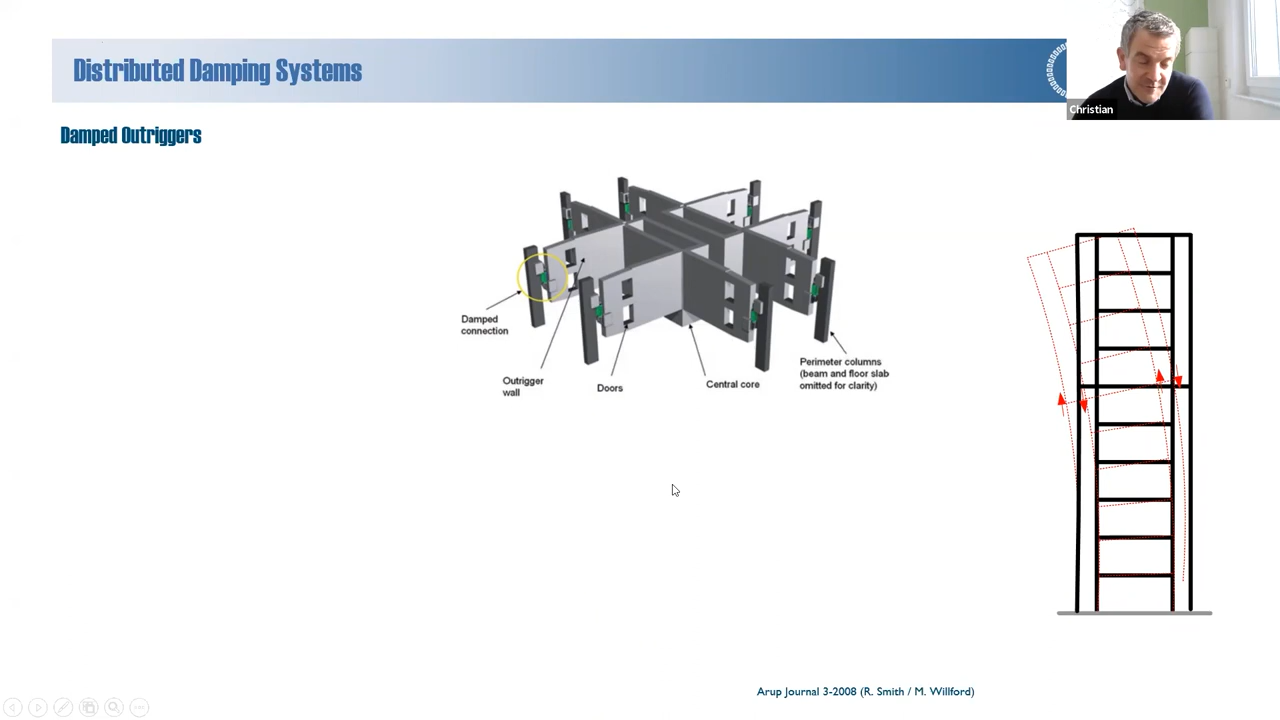 Distributed Damping Systems
Christian
Damped Outriggers
Damped
connection
Outrigger
wall
Doors
Central core
Perimeter columns
(beam and floor slab
omitted for clarity)
Arup Journal 3-2008 (R. Smith / M. Willford)